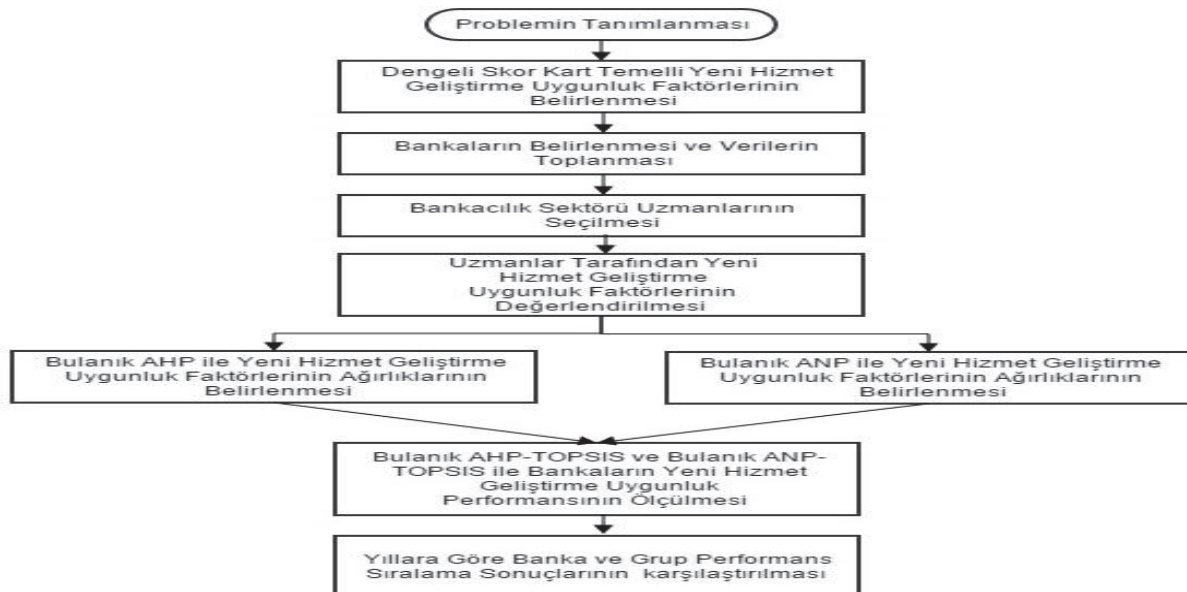 Problemin Tanımlanması
Dengeli Skor Kart Temelli Yeni Hizmet
Geliştirme Uygunluk Faktörlerinin
Belirlenmesi
Bankaların Belirlenmesi ve Verilerin
Toplanması
Bankacılık Sektörü Uzmanlarının
Seçilmesi
Uzmanlar Tarafından Yeni
Hizmet Geliştirme
Uygunluk Faktörlerinin
Değerlendirilmesi
Bulanık AHP ile Yeni Hizmet Geliştirme
Uygunluk Faktörlerinin Ağırlıklarının
Belirlenmesi
Bulanık ANP ile Yeni Hizmet Geliştirme
Uygunluk Faktörlerinin Ağırlıklarının
Belirlenmesi
Bulanık AHP-TOPSIS ve Bulanık ANP-
TOPSIS ile Bankaların Yeni Hizmet
Geliştirme Uygunluk
Performansının Ölçülmesi
Yıllara Göre Banka ve Grup Performans
Sıralama Sonuçlarının karşılaştırılması